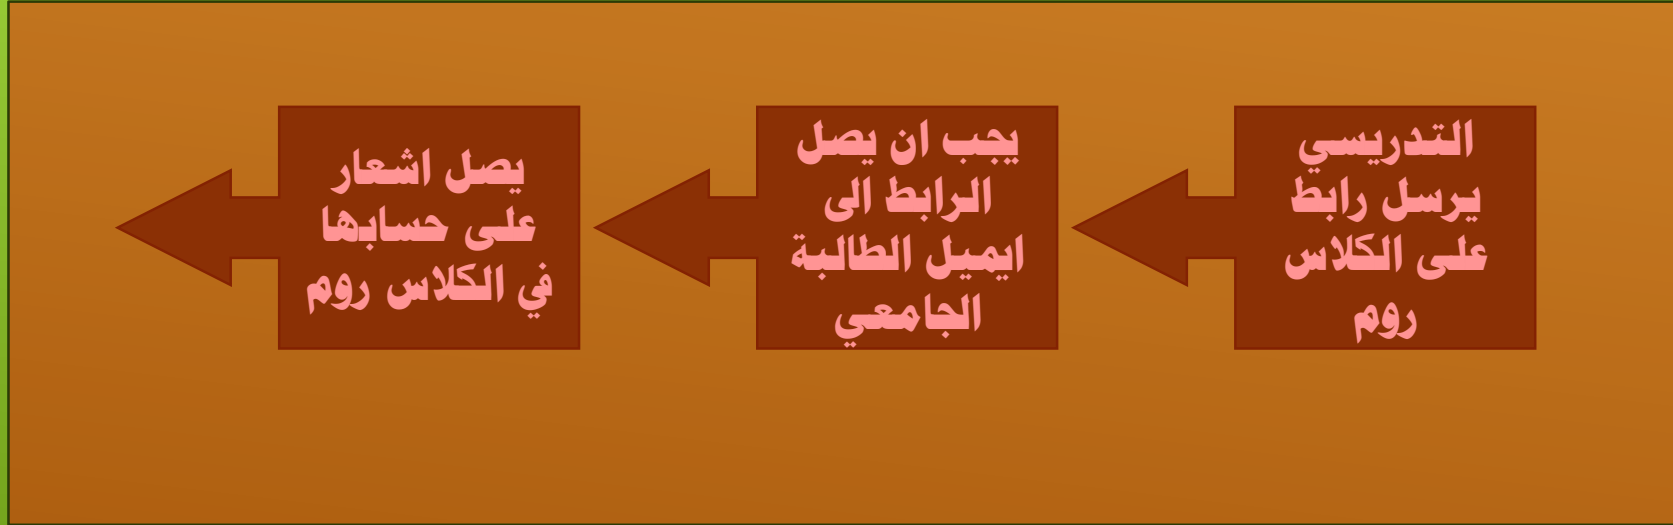 التدريسي
يرسل رابط
على الكلاس
روم
يجب ان يصل
الرابط الى
ايميل الطالبة
الجامعي
يصل اشعار
على حسابها
في الكلاس روم